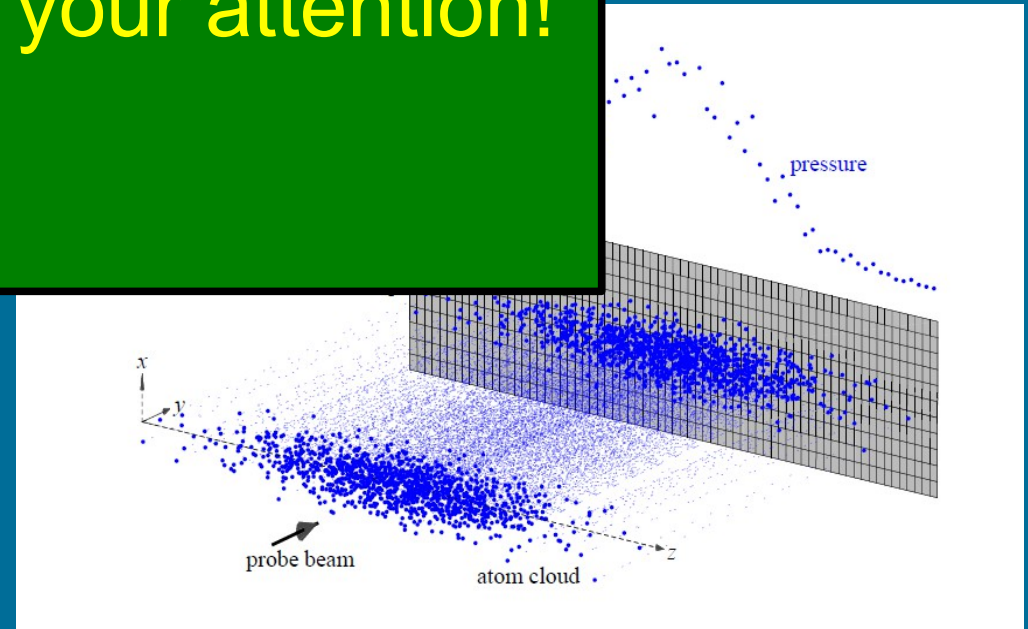 your attention!
pressure
x
y
probe beam
z
atom cloud